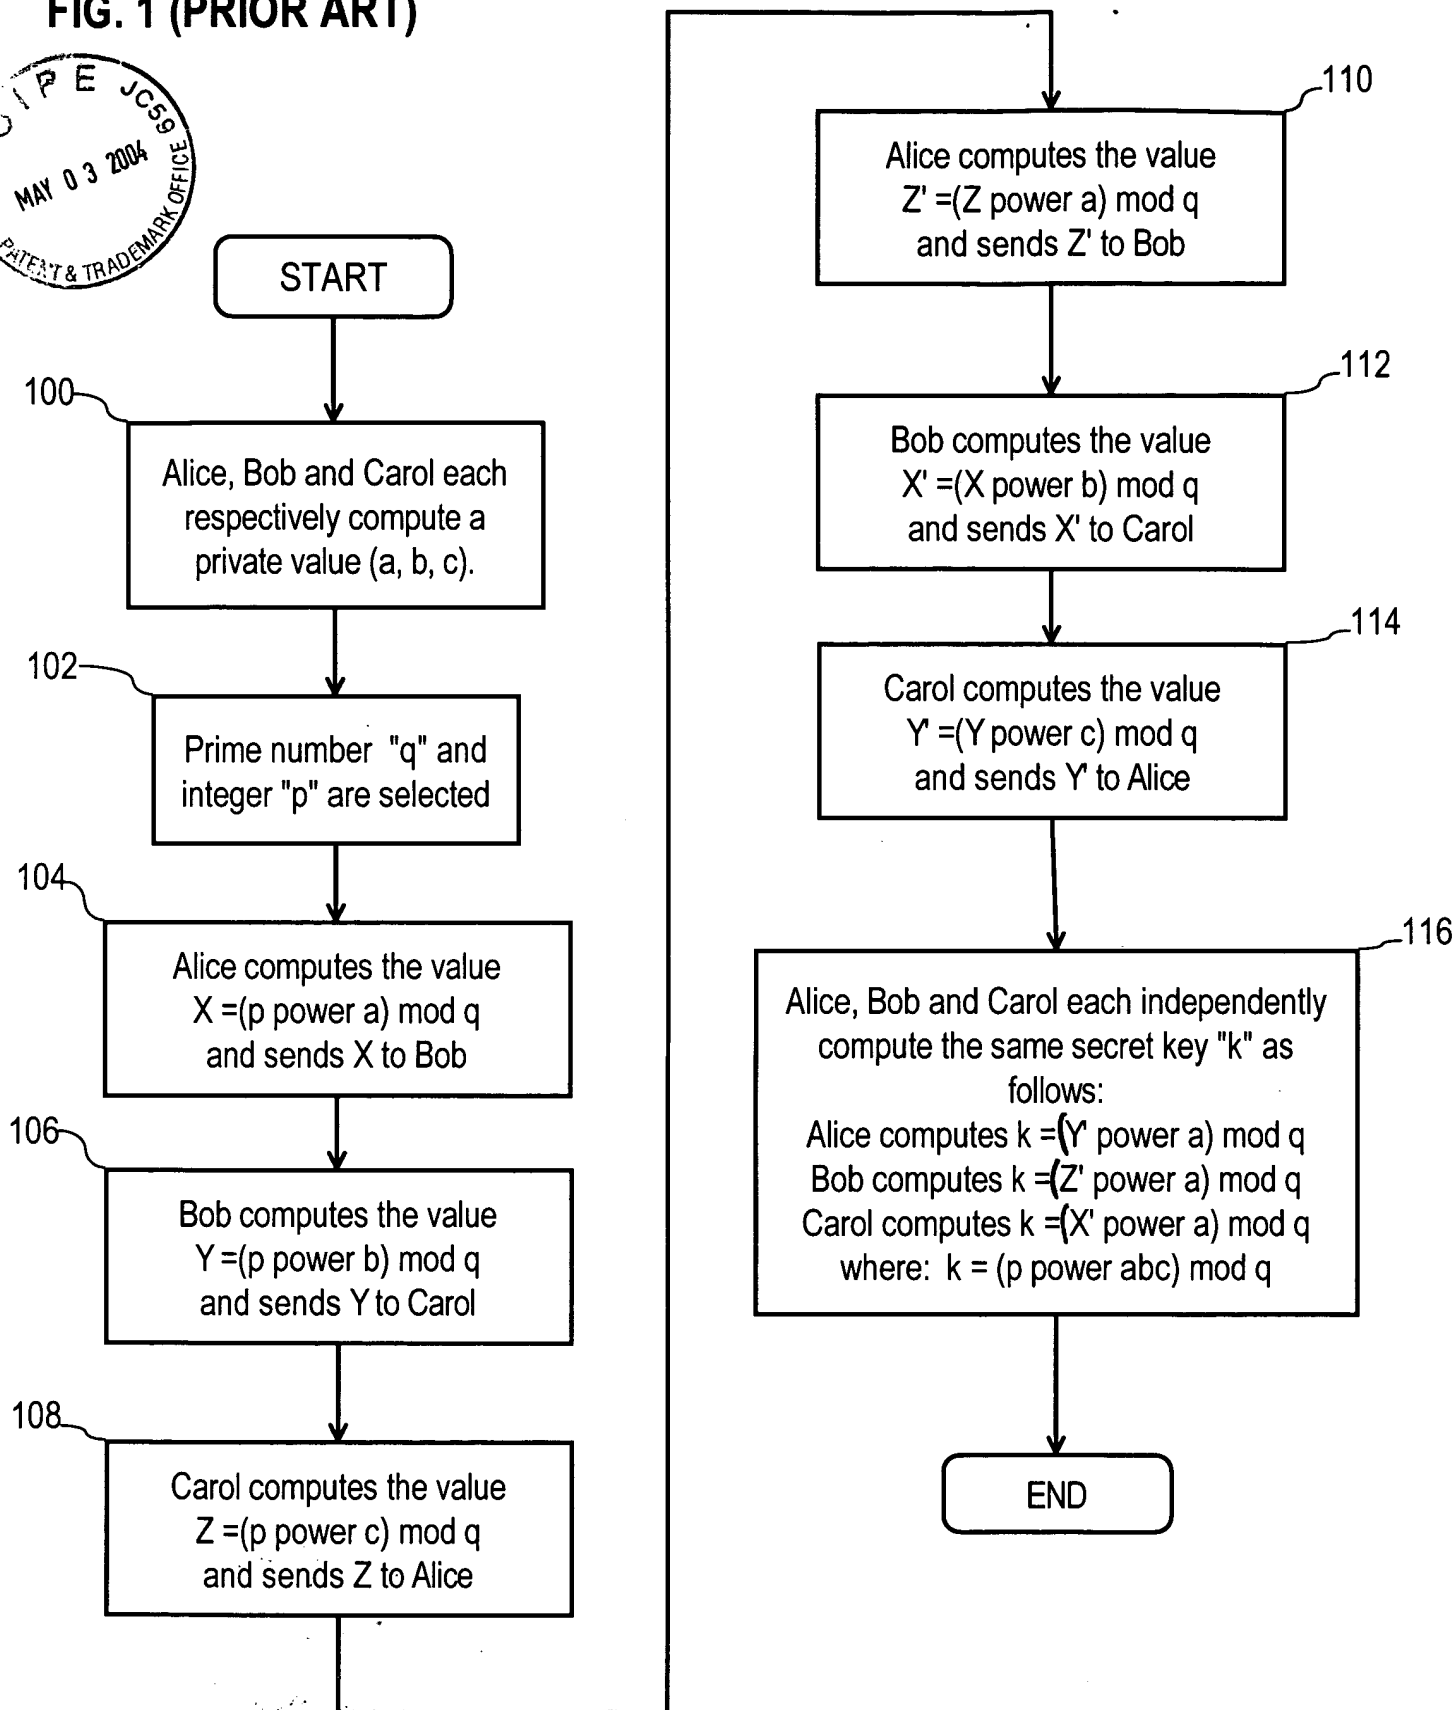 FIG. 1 (PRIOR ART)
OIPE JC59
MAY 03 2004
PATENT & TRADEMARK OFFICE
START
100
Alice, Bob and Carol each
respectively compute a
private value (a, b, c).
102
Prime number "q" and
integer "p" are selected
104
Alice computes the value
X =(p power a) mod q
and sends X to Bob
106
Bob computes the value
Y =(p power b) mod q
and sends Y to Carol
108
Carol computes the value
Z =(p power c) mod q
and sends Z to Alice
110
Alice computes the value
Z' =(Z power a) mod q
and sends Z' to Bob
112
Bob computes the value
X' =(X power b) mod q
and sends X' to Carol
114
Carol computes the value
Y' =(Y power c) mod q
and sends Y' to Alice
116
Alice, Bob and Carol each independently
compute the same secret key "k" as
follows:
Alice computes k =(Y' power a) mod q
Bob computes k =(Z' power a) mod q
Carol computes k =(X' power a) mod q
where: k = (p power abc) mod q
END